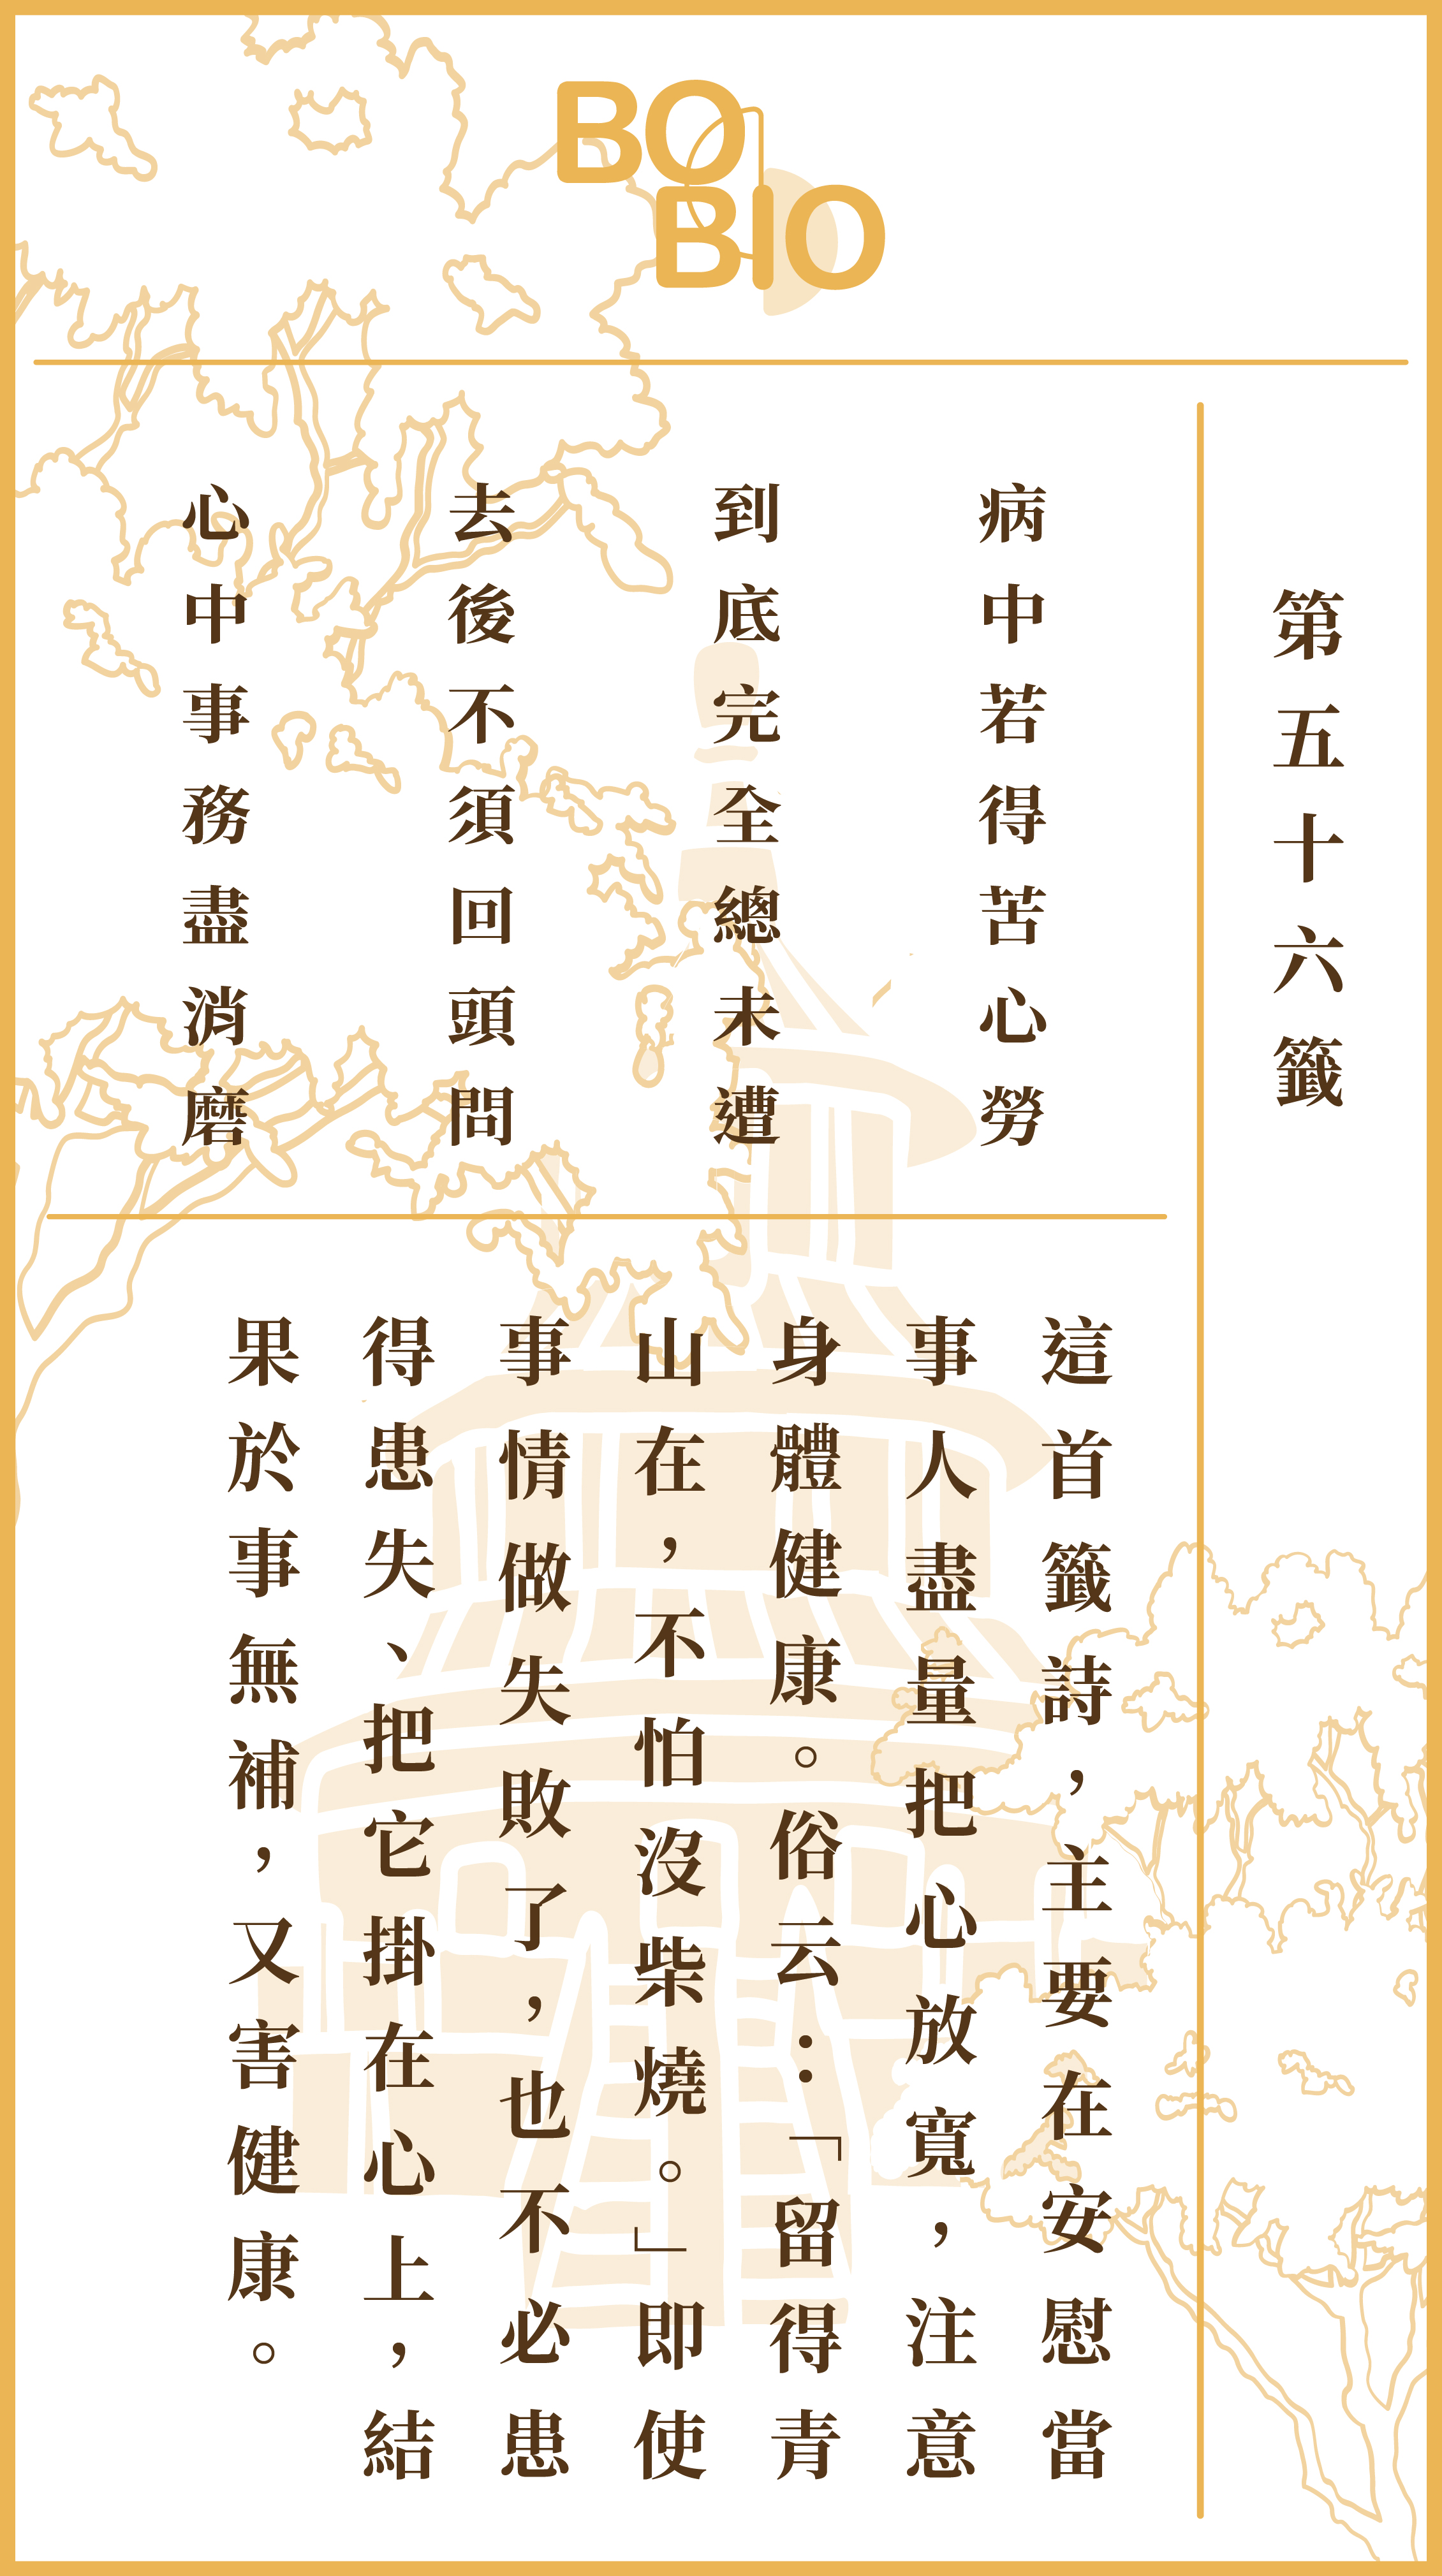 BO
BIO
第五十六籤
病中若得苦心勞
到底完全總未遭
去後不須回頭問
心中事務盡消磨
這首籤詩，主要在安慰當
事人盡量把心放寬，注意
身體健康。俗云：「留得青
山在，不怕沒柴燒。」即使
事情做失敗了，也不必患
得患失、把它掛在心上，結
果於事無補，又害健康。